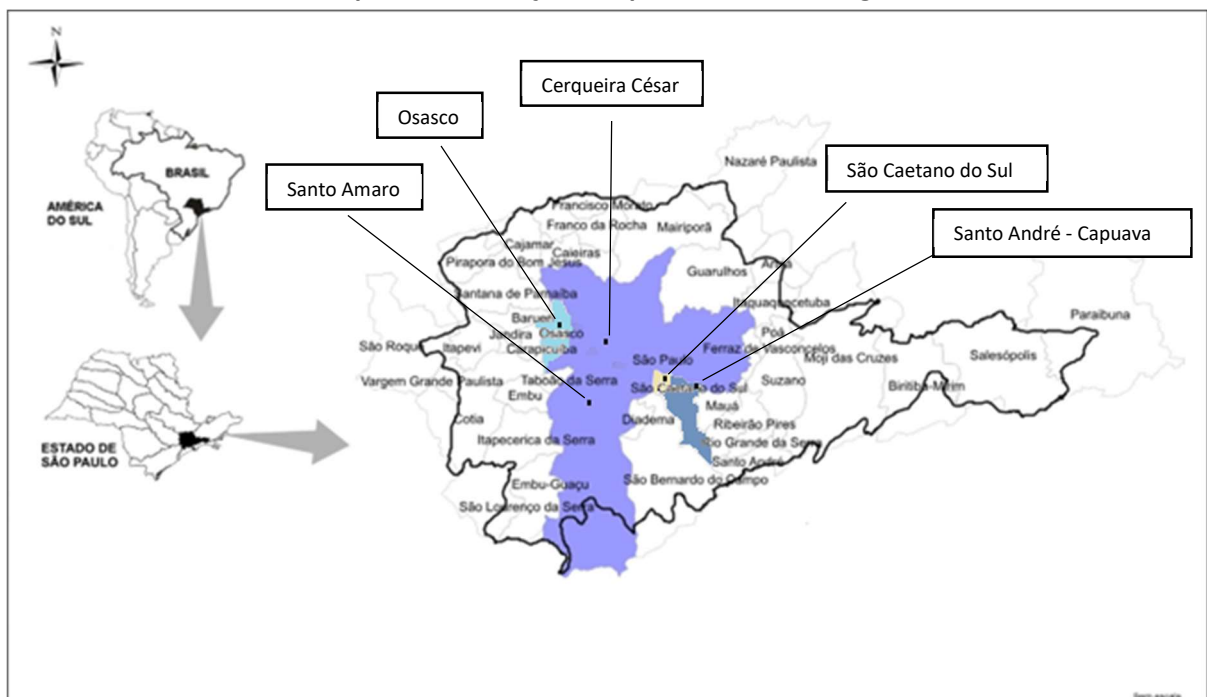 Cerqueira César
Osasco
São Caetano do Sul
Santo Amaro
Santo André - Capuava
BRASIL
AMÉRICA
DO SUL
ESTADO DE
SÃO PAULO
Nazaré Paulista
Francisco Morato
Franco da Rocha
Mairiporã
Cajamar
Caieiras
Pirapora do Bom Jesus
Guarulhos
Arujá
Santana de Parnaíba
Itaquaquecetuba
Barueri
Paraibuna
Jandira
Osasco
Poá
São Roque
Itapevi
Carapicuíba
São Paulo
Ferraz de Vasconcelos
Moji das Cruzes
Salesópolis
Vargem Grande Paulista
Taboão da Serra
São Caetano do Sul
Suzano
Biritiba-Mirim
Embu
Mauá
Cotia
Diadema
Ribeirão Pires
Itapecerica da Serra
Rio Grande da Serra
Santo André
Embu-Guaçu
São Bernardo do Campo
São Lourenço da Serra